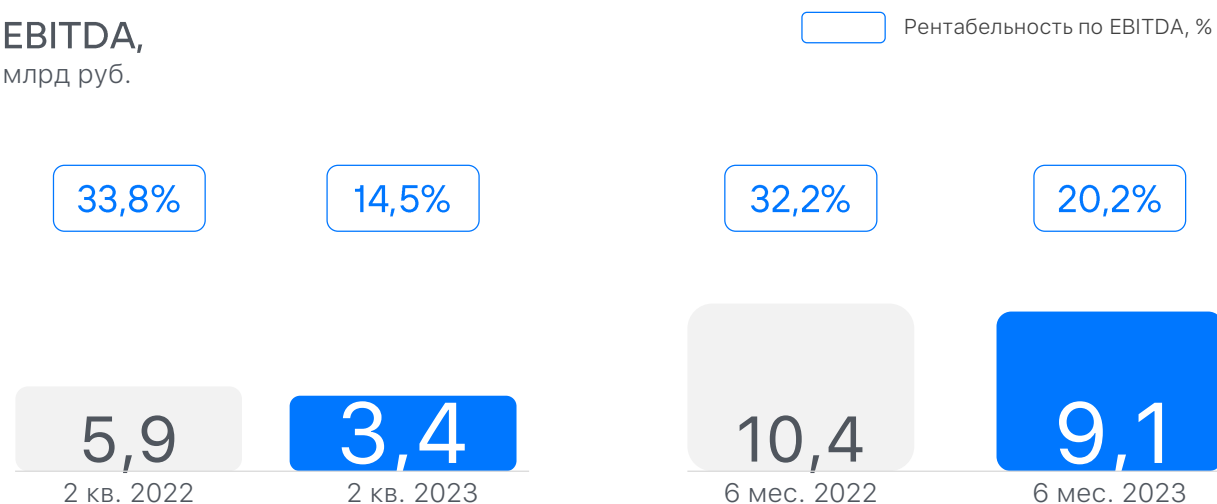 EBITDA,
млрд руб.
Рентабельность по EBITDA, %
33,8%
14,5%
32,2%
20,2%
5,9
3,4
10,4
9,1
2 кв. 2022
2 кв. 2023
6 мес. 2022
6 мес. 2023